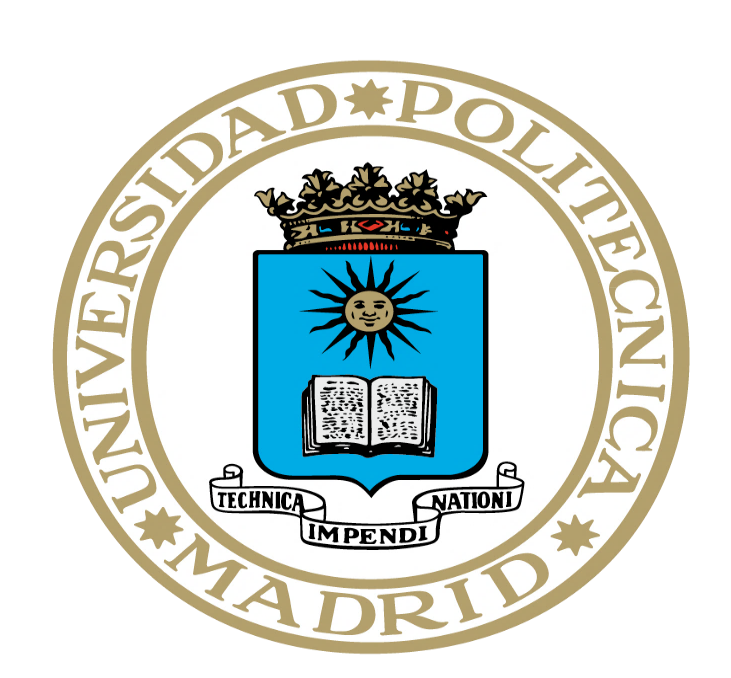 UNIVERSIDAD POLITECNICA
MADRID
TECHNICA IMPENDI NATIONI